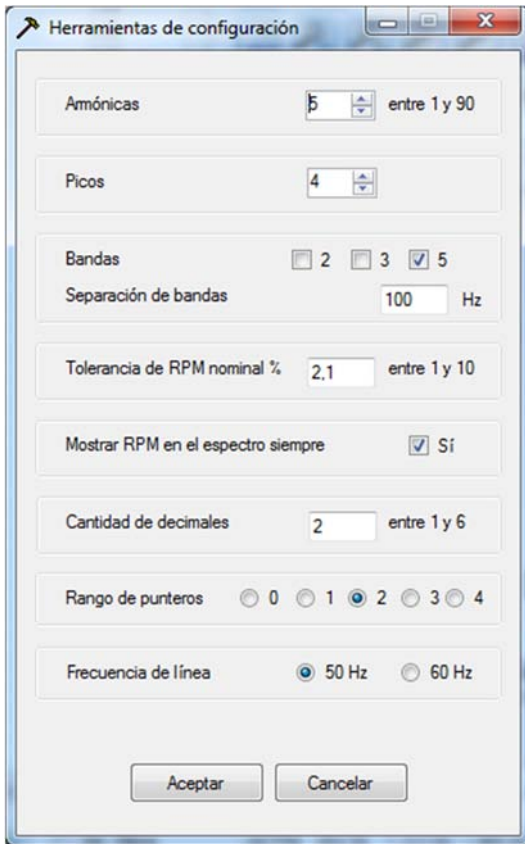 Herramientas de configuración
Armónicas 5 entre 1 y 90
Picos 4
Bandas 2 3 5
Separación de bandas 100 Hz
Tolerancia de RPM nominal % 2,1 entre 1 y 10
Mostrar RPM en el espectro siempre Sí
Cantidad de decimales 2 entre 1 y 6
Rango de punteros 0 1 2 3 4
Frecuencia de línea 50 Hz 60 Hz
Aceptar Cancelar